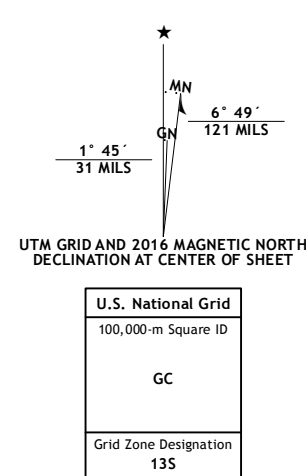 MN
GN
6° 49´
121 MILS
1° 45´
31 MILS
UTM GRID AND 2016 MAGNETIC NORTH
DECLINATION AT CENTER OF SHEET
U.S. National Grid
100,000-m Square ID
GC
Grid Zone Designation
13S